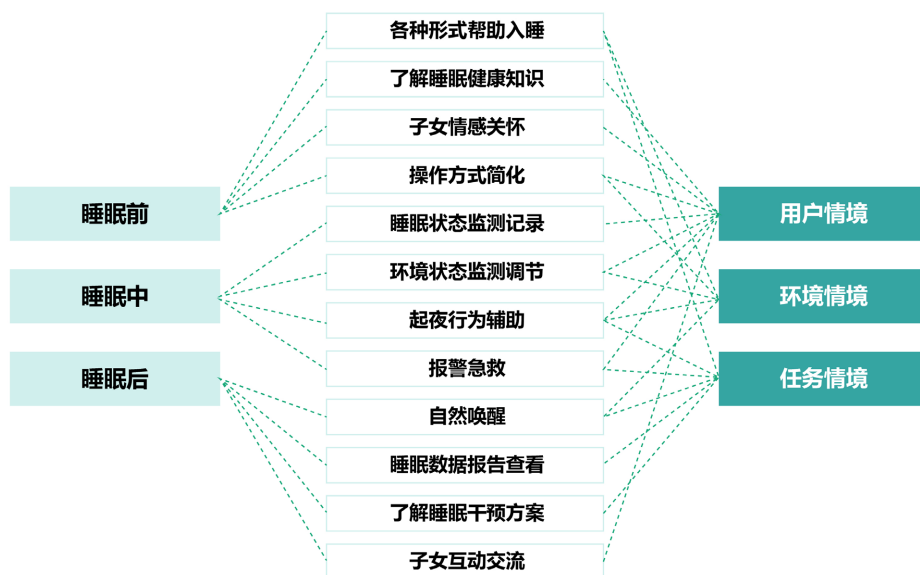 睡眠前
睡眠中
睡眠后
各种形式帮助入睡
了解睡眠健康知识
子女情感关怀
操作方式简化
睡眠状态监测记录
环境状态监测调节
起夜行为辅助
报警急救
自然唤醒
睡眠数据报告查看
了解睡眠干预方案
子女互动交流
用户情境
环境情境
任务情境